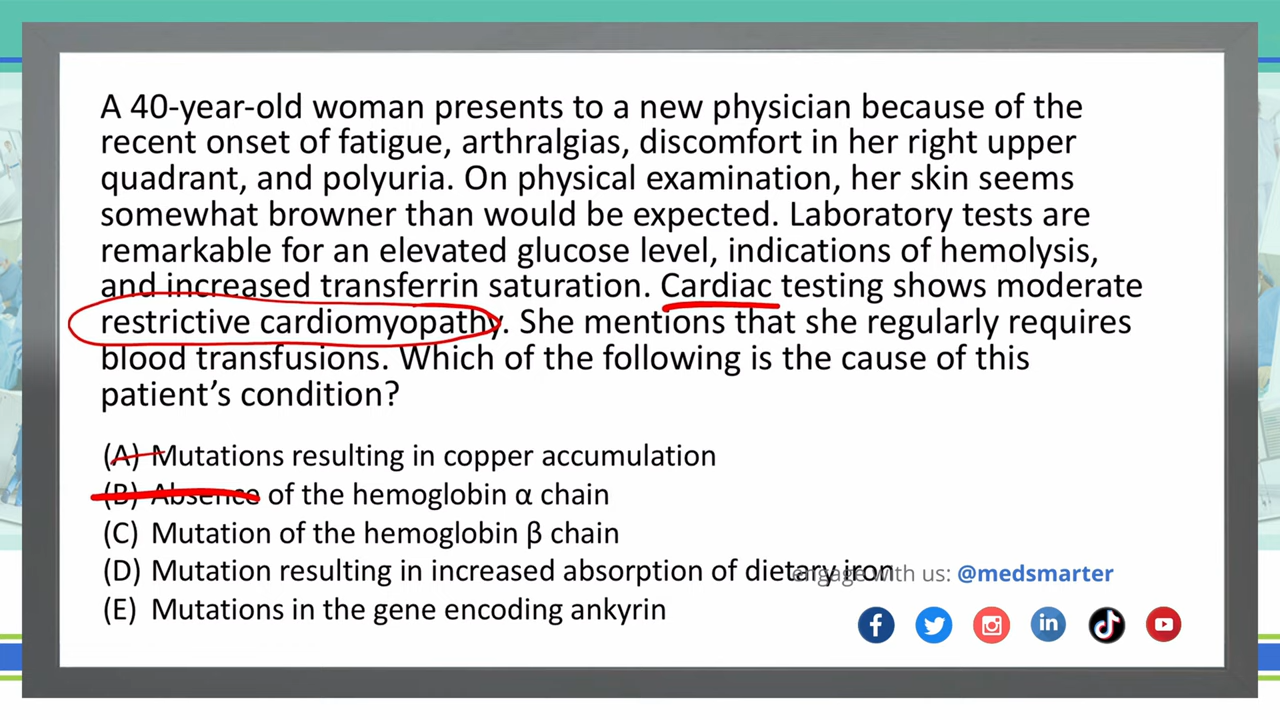 A 40-year-old woman presents to a new physician because of the
recent onset of fatigue, arthralgias, discomfort in her right upper
quadrant, and polyuria. On physical examination, her skin seems
somewhat browner than would be expected. Laboratory tests are
remarkable for an elevated glucose level, indications of hemolysis,
and increased transferrin saturation. Cardiac testing shows moderate
restrictive cardiomyopathy. She mentions that she regularly requires
blood transfusions. Which of the following is the cause of this
patient’s condition?
(A) Mutations resulting in copper accumulation
(B) Absence of the hemoglobin α chain
(C) Mutation of the hemoglobin β chain
(D) Mutation resulting in increased absorption of dietary iron
engage with us: @medsmarter
(E) Mutations in the gene encoding ankyrin